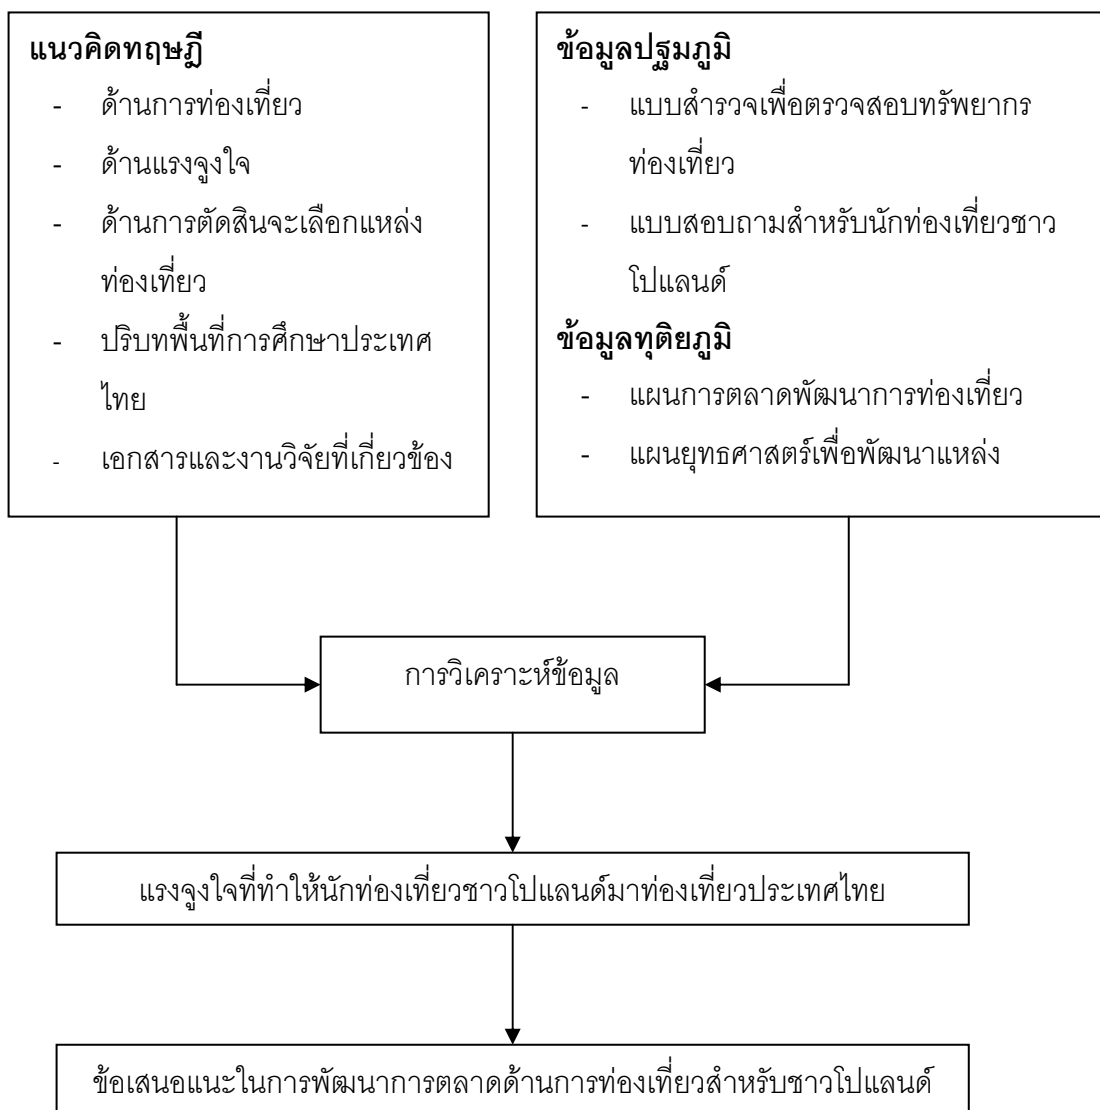 แนวคิดทฤษฎี
- ด้านการท่องเที่ยว
- ด้านแรงจูงใจ
- ด้านการตัดสินจะเลือกแหล่ง
ท่องเที่ยว
- ปริบทพื้นที่การศึกษาประเทศ
ไทย
- เอกสารและงานวิจัยที่เกี่ยวข้อง
ข้อมูลปฐมภูมิ
- แบบสำรวจเพื่อตรวจสอบทรัพยากร
ท่องเที่ยว
- แบบสอบถามสำหรับนักท่องเที่ยวชาว
โปแลนด์
ข้อมูลทุติยภูมิ
- แผนการตลาดพัฒนาการท่องเที่ยว
- แผนยุทธศาสตร์เพื่อพัฒนาแหล่ง
การวิเคราะห์ข้อมูล
แรงจูงใจที่ทำให้นักท่องเที่ยวชาวโปแลนด์มาท่องเที่ยวประเทศไทย
ข้อเสนอแนะในการพัฒนาการตลาดด้านการท่องเที่ยวสำหรับชาวโปแลนด์